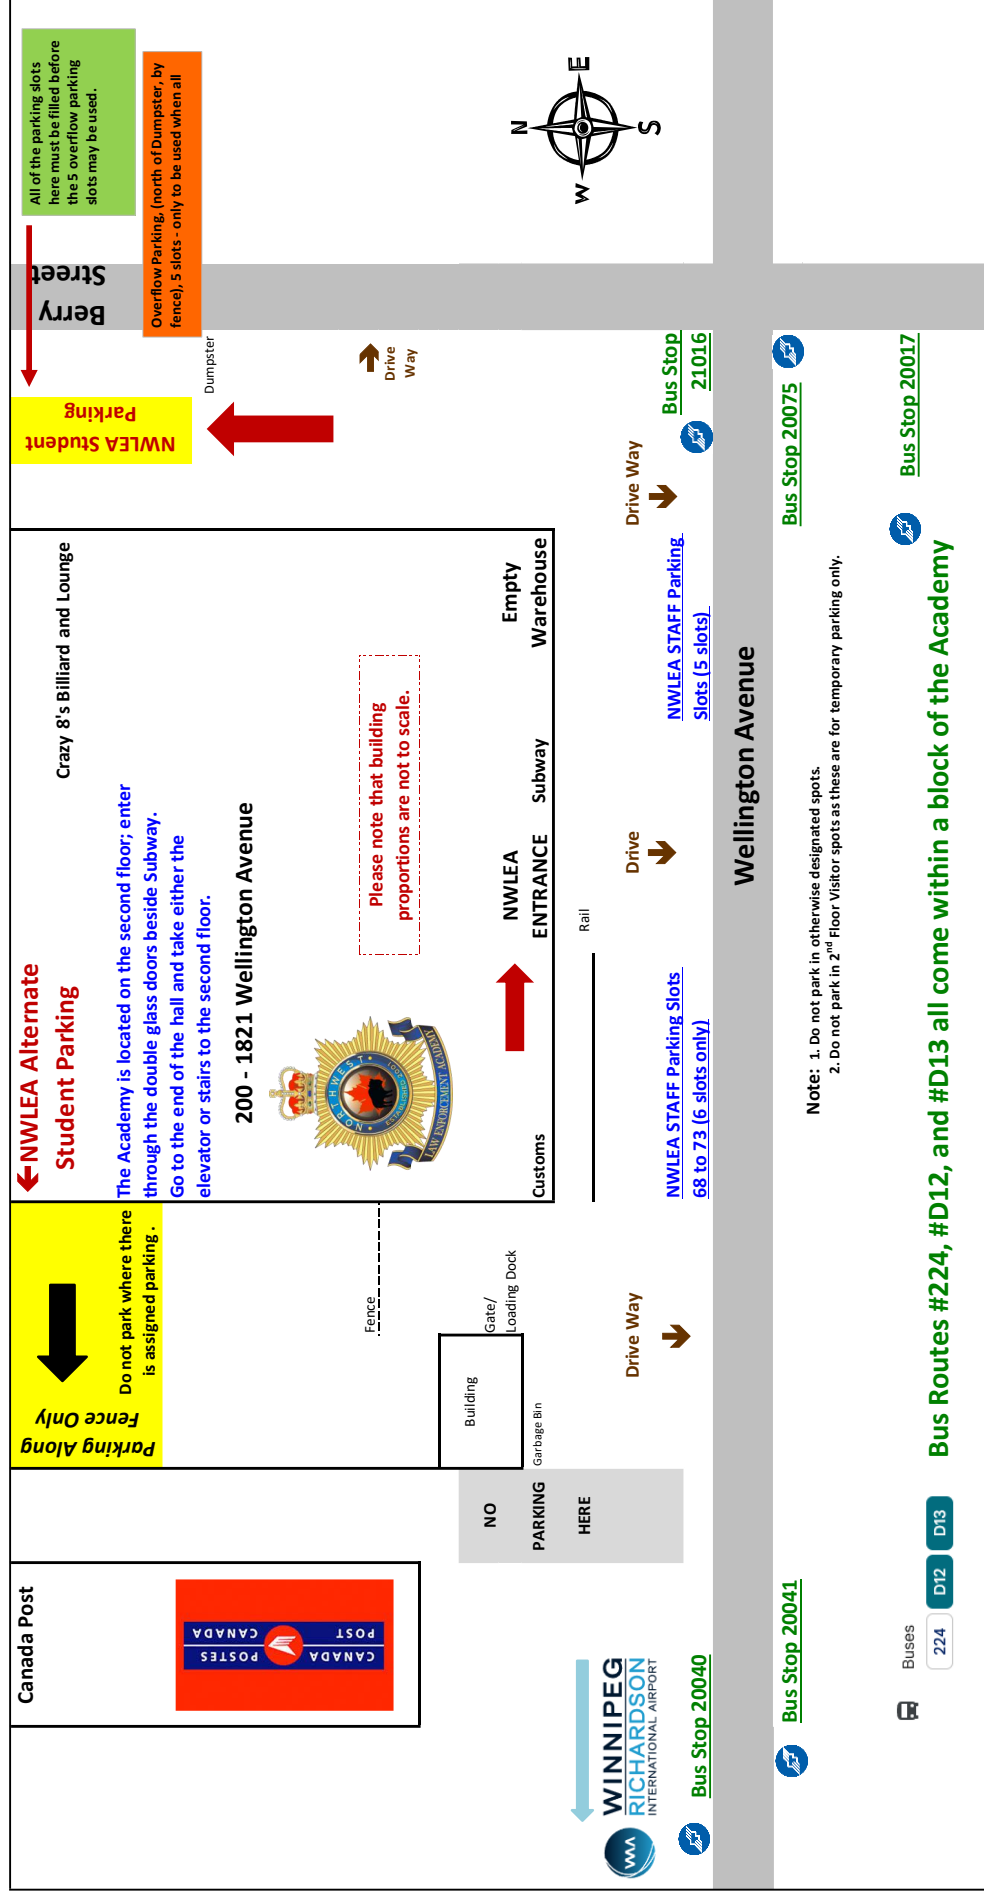 Canada Post
CANADA
POST
CANADA
POSTES
CANADA
Parking Along
Fence Only
Do not park where there
is assigned parking .
NWLEA Alternate
Student Parking
The Academy is located on the second floor; enter
through the double glass doors beside Subway.
Go to the end of the hall and take either the
elevator or stairs to the second floor.
200 - 1821 Wellington Avenue
NORTHWEST
ESTABLISHED 2001
LAW ENFORCEMENT ACADEMY
Crazy 8's Billiard and Lounge
Please note that building
proportions are not to scale.
NWLEA Student
Parking
Berry
Street
All of the parking slots
here must be filled before
the 5 overflow parking
slots may be used.
Overflow Parking, (north of Dumpster, by
fence), 5 slots - only to be used when all
Dumpster
Drive
Way
Fence
Building
Gate/
Loading Dock
Garbage Bin
NO
PARKING
HERE
Customs
NWLEA
ENTRANCE
Subway
Empty
Warehouse
Rail
N
E
S
W
WINNIPEG
RICHARDSON
INTERNATIONAL AIRPORT
Drive Way
Drive
Drive Way
Bus Stop 20040
NWLEA STAFF Parking Slots
68 to 73 (6 slots only)
NWLEA STAFF Parking
Slots (5 slots)
Bus Stop
21016
Wellington Avenue
Bus Stop 20041
Bus Stop 20075
Note: 1. Do not park in otherwise designated spots.
2. Do not park in 2nd Floor Visitor spots as these are for temporary parking only.
Bus Stop 20017
Buses
224 D12 D13
Bus Routes #224, #D12, and #D13 all come within a block of the Academy